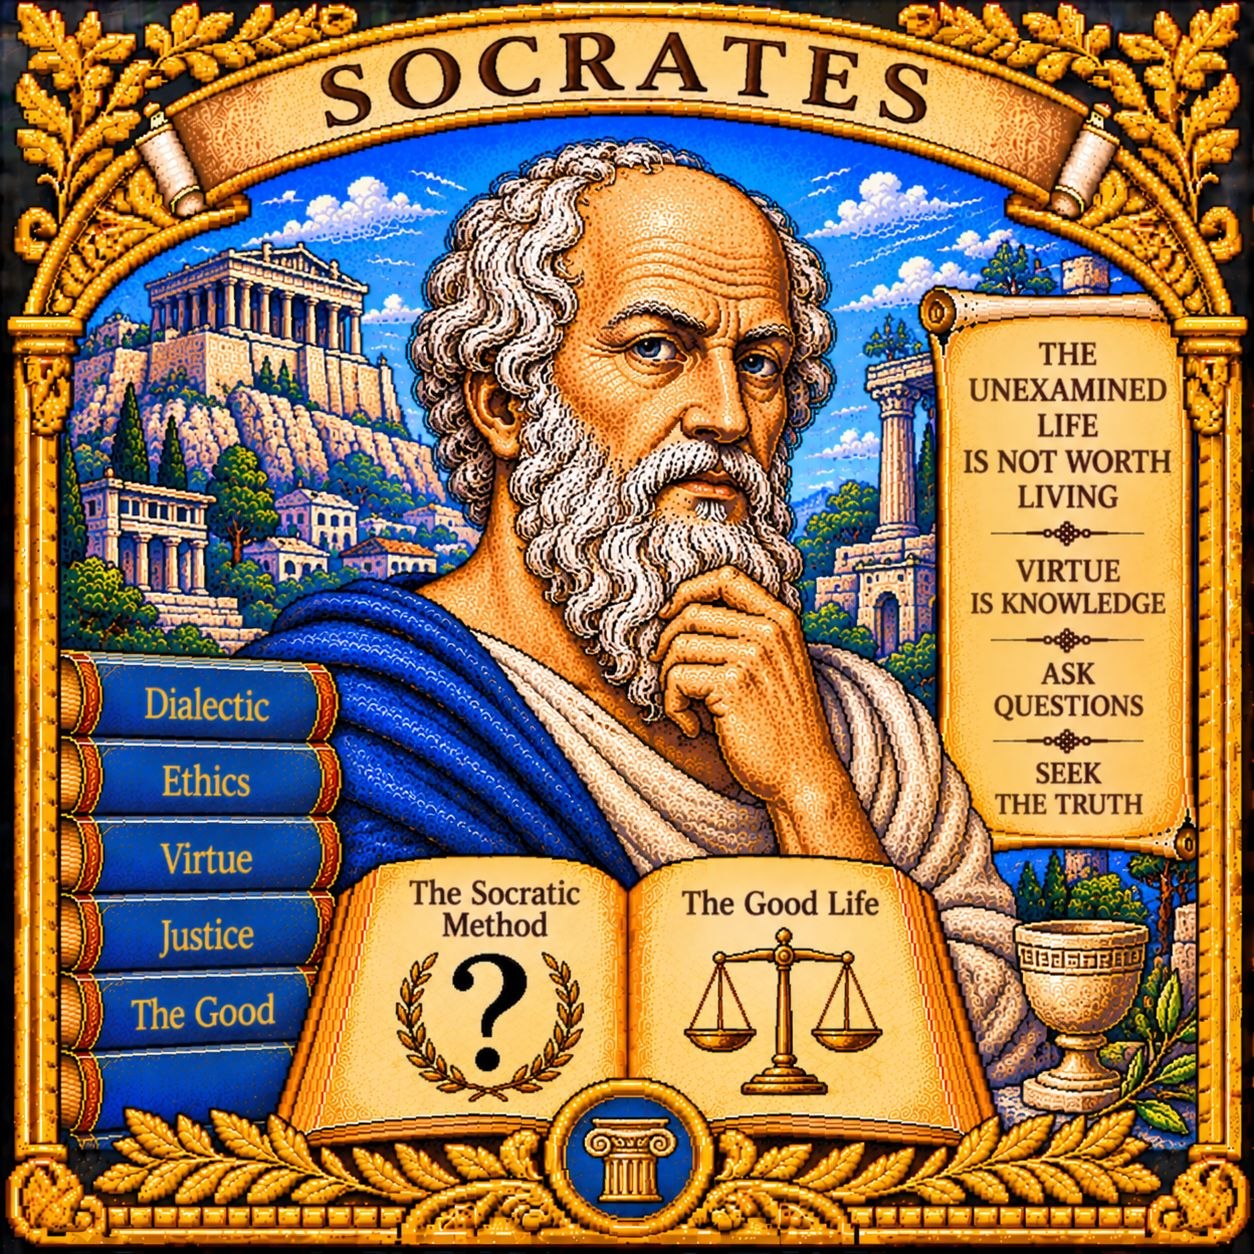 SOCRATES
THE
UNEXAMINED
LIFE
IS NOT WORTH
LIVING
VIRTUE
IS KNOWLEDGE
ASK
QUESTIONS
SEEK
THE TRUTH
Dialectic
Ethics
Virtue
Justice
The Good
The Socratic
Method
?
The Good Life